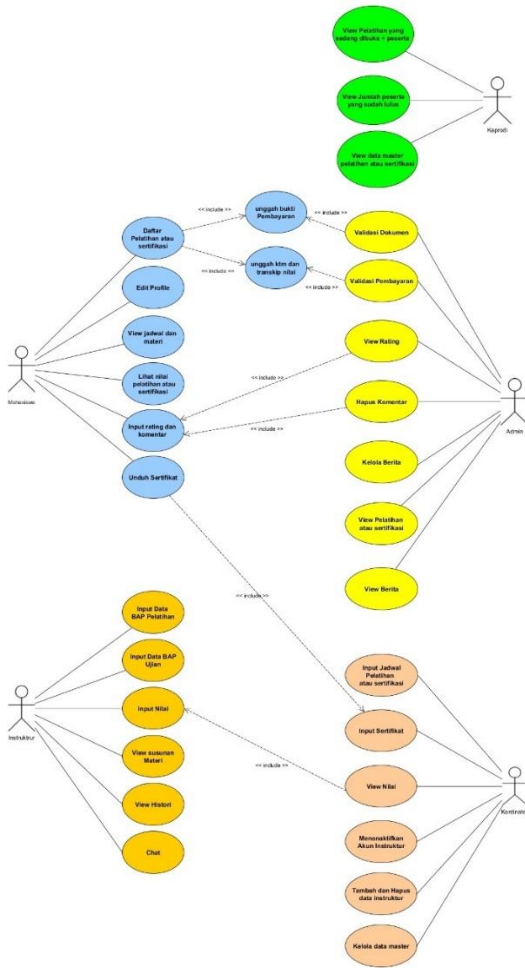 View Pelatihan yang
sedang dibuka + peserta
View Jumlah peserta
yang sudah lulus
Kaprodi
View data master
pelatihan atau sertifikasi
<< include >>
unggah bukti
Pembayaran
<< include >>
Daftar
Pelatihan atau
sertifikasi
Validasi Dokumen
<< include >>
unggah ktm dan
transkip nilai
<< include >>
Validasi Pembayaran
Edit Profile
View jadwal dan
materi
View Rating
Mahasiswa
Lihat nilai
pelatihan atau
sertifikasi
<< include >>
Admin
Input rating dan
komentar
<< include >>
Hapus Komentar
Unduh Sertifikat
Kelola Berita
View Pelatihan
atau sertifikasi
<< include >>
View Berita
Input Data
BAP Pelatihan
Input Data BAP
Ujian
Input Jadwal
Pelatihan
atau sertifikasi
Instruktur
Input Nilai
Input Sertifikat
View susunan
Materi
<< include >>
View Nilai
View Histori
Menonaktifkan
Akun Instruktur
Chat
Tambah dan Hapus
data instruktur
Kelola data master